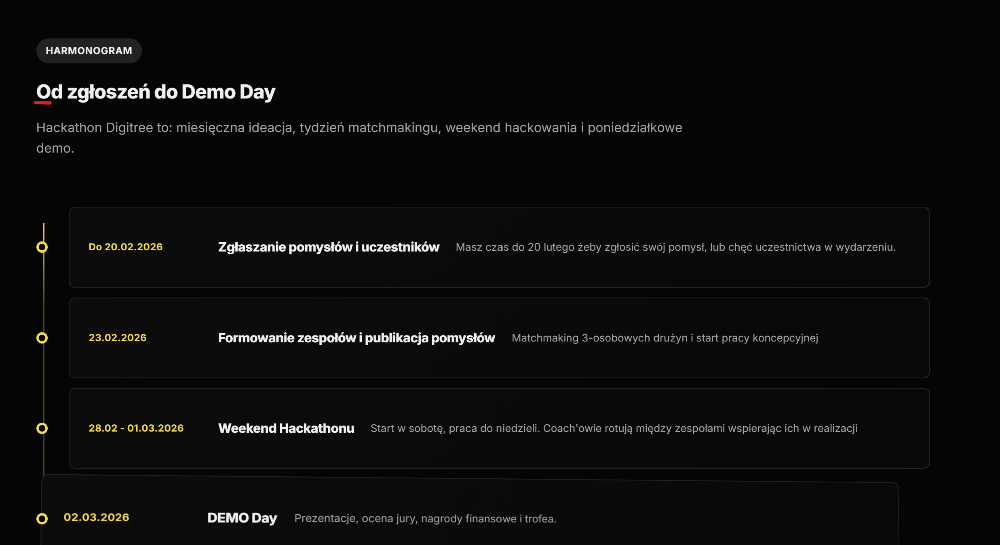 HARMONOGRAM
Od zgłoszeń do Demo Day
Hackathon Digitree to: miesięczna ideacja, tydzień matchmakingu, weekend hackowania i poniedziałkowe
demo.
Do 20.02.2026 Zgłaszanie pomysłów i uczestników Masz czas do 20 lutego żeby zgłosić swój pomysł, lub chęć uczestnictwa w wydarzeniu.
23.02.2026 Formowanie zespołów i publikacja pomysłów Matchmaking 3-osobowych drużyn i start pracy koncepcyjnej
28.02 - 01.03.2026 Weekend Hackathonu Start w sobotę, praca do niedzieli. Coach'owie rotują między zespołami wspierając ich w realizacji
02.03.2026 DEMO Day Prezentacje, ocena jury, nagrody finansowe i trofea.